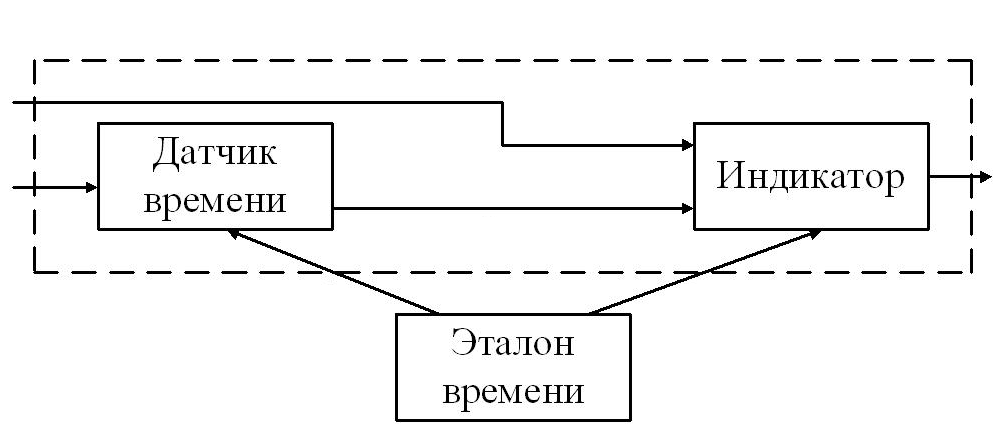 Датчик
времени
Индикатор
Эталон
времени